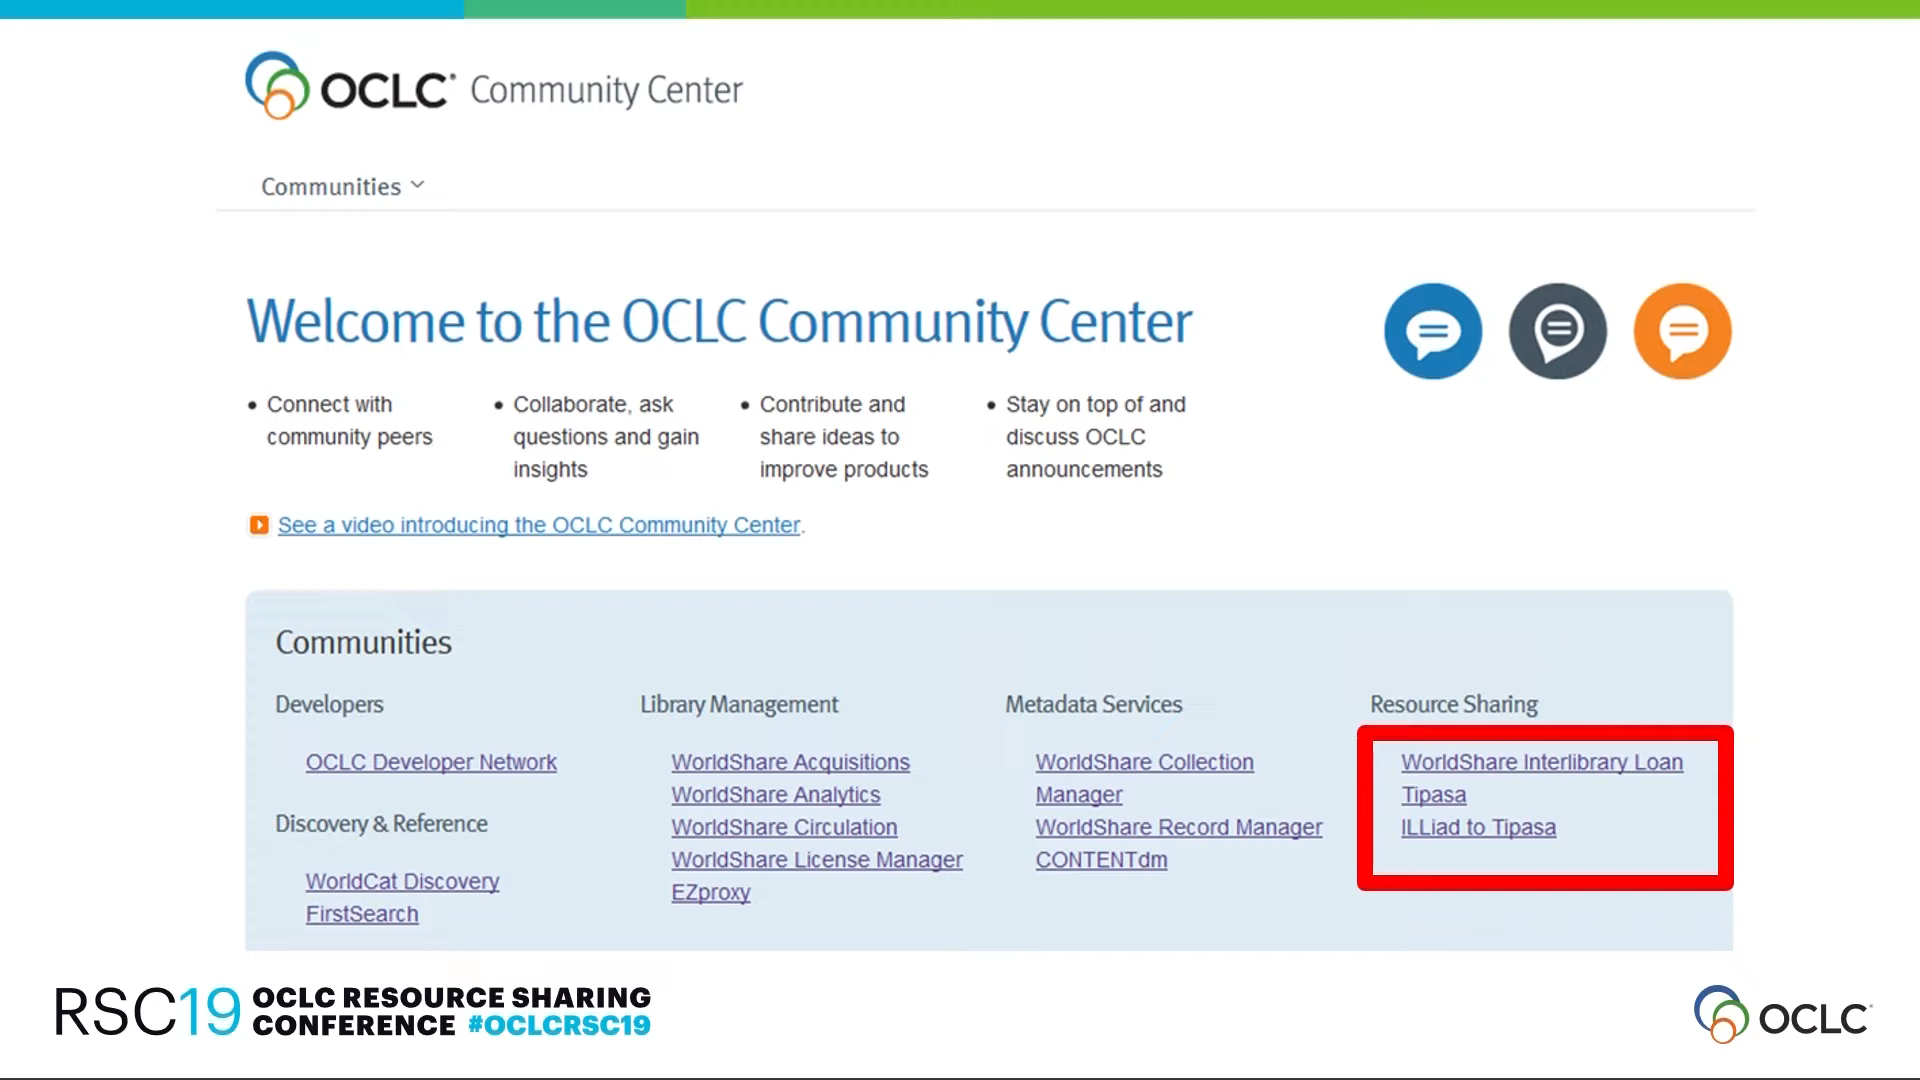 OCLC® Community Center
Communities
Welcome to the OCLC Community Center
• Connect with
community peers
• Collaborate, ask
questions and gain
insights
• Contribute and
share ideas to
improve products
• Stay on top of and
discuss OCLC
announcements
See a video introducing the OCLC Community Center.
Communities
Developers
OCLC Developer Network
Discovery & Reference
WorldCat Discovery
FirstSearch
Library Management
WorldShare Acquisitions
WorldShare Analytics
WorldShare Circulation
WorldShare License Manager
EZproxy
Metadata Services
WorldShare Collection
Manager
WorldShare Record Manager
CONTENTdm
Resource Sharing
WorldShare Interlibrary Loan
Tipasa
ILLiad to Tipasa
RSC19 OCLC RESOURCE SHARING
CONFERENCE #OCLCRSC19
OCLC®